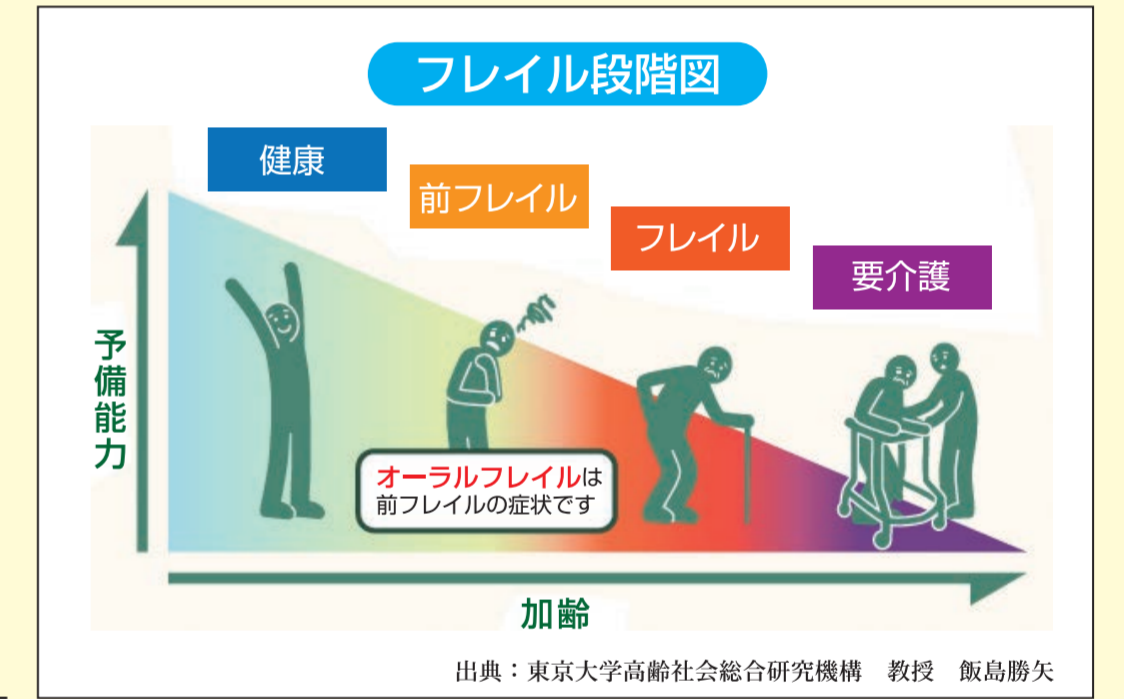 フレイル段階図
健康
前フレイル
フレイル
要介護
予備能力
オーラルフレイルは
前フレイルの症状です
加齢
出典：東京大学高齢社会総合研究機構　教授　飯島勝矢